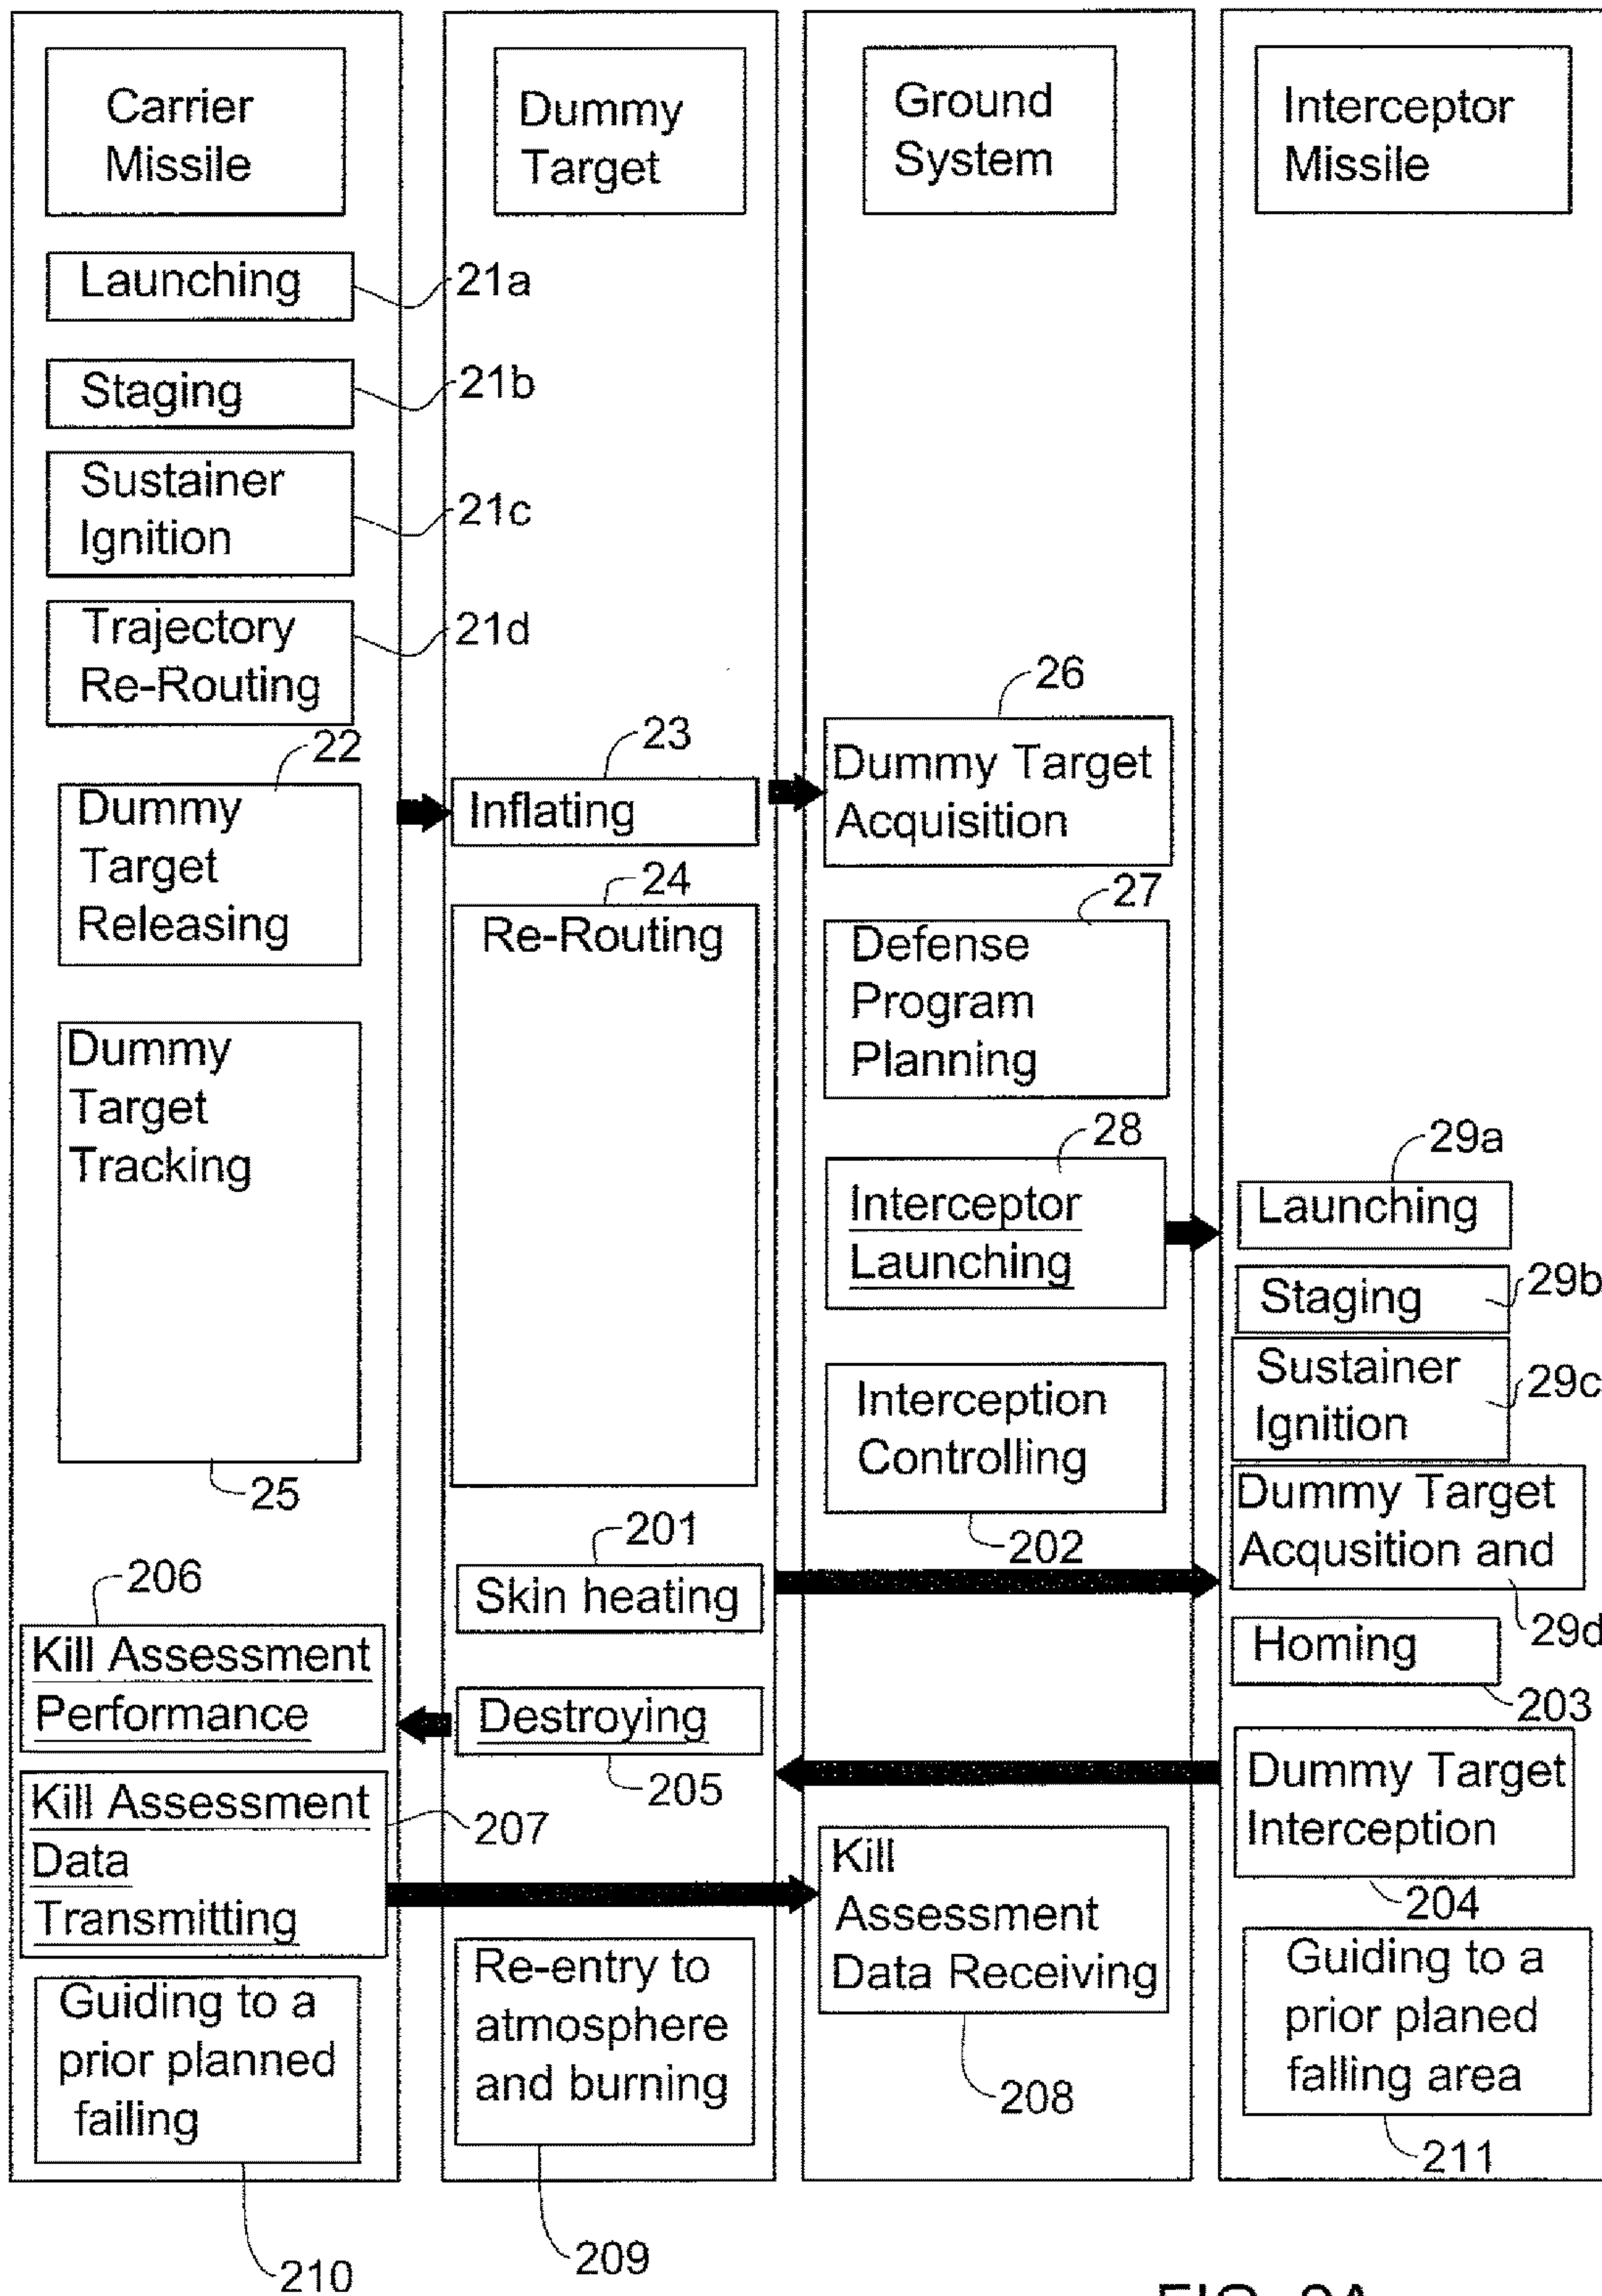 Carrier
Missile
Launching
21a
Staging
21b
Sustainer
Ignition
21c
Trajectory
Re-Routing
21d
22
Dummy
Target
Releasing
Dummy
Target
Tracking
25
206
Kill Assessment
Performance
Kill Assessment
Data
Transmitting
207
Guiding to a
prior planned
failing
210
Dummy
Target
23
Inflating
24
Re-Routing
201
Skin heating
Destroying
205
Re-entry to
atmosphere
and burning
209
Ground
System
26
Dummy Target
Acquisition
27
Defense
Program
Planning
28
Interceptor
Launching
Interception
Controlling
202
Kill
Assessment
Data Receiving
208
Interceptor
Missile
29a
Launching
Staging
29b
Sustainer
Ignition
29c
Dummy Target
Acqusition and
29d
Homing
203
Dummy Target
Interception
204
Guiding to a
prior planed
falling area
211